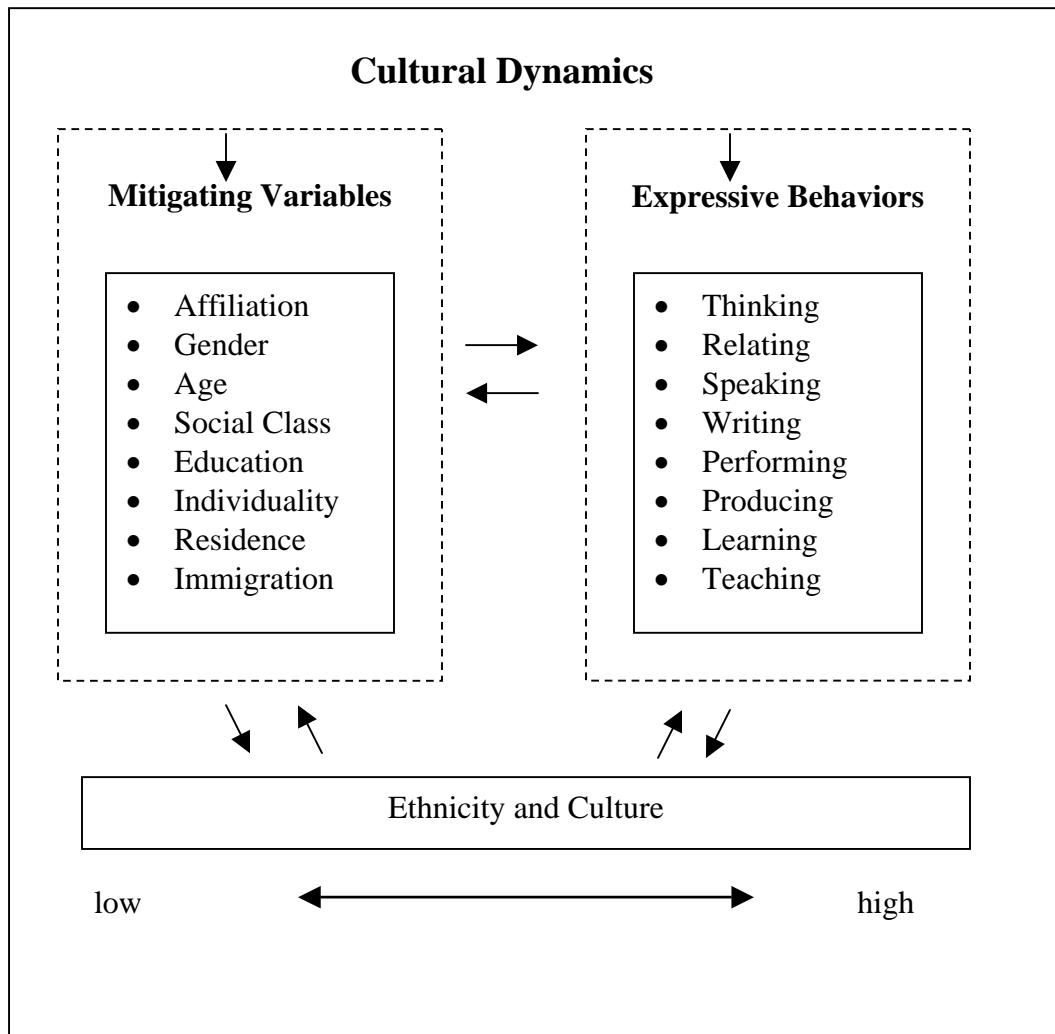 Cultural Dynamics
Mitigating Variables
• Affiliation
• Gender
• Age
• Social Class
• Education
• Individuality
• Residence
• Immigration
Expressive Behaviors
• Thinking
• Relating
• Speaking
• Writing
• Performing
• Producing
• Learning
• Teaching
Ethnicity and Culture
low
high